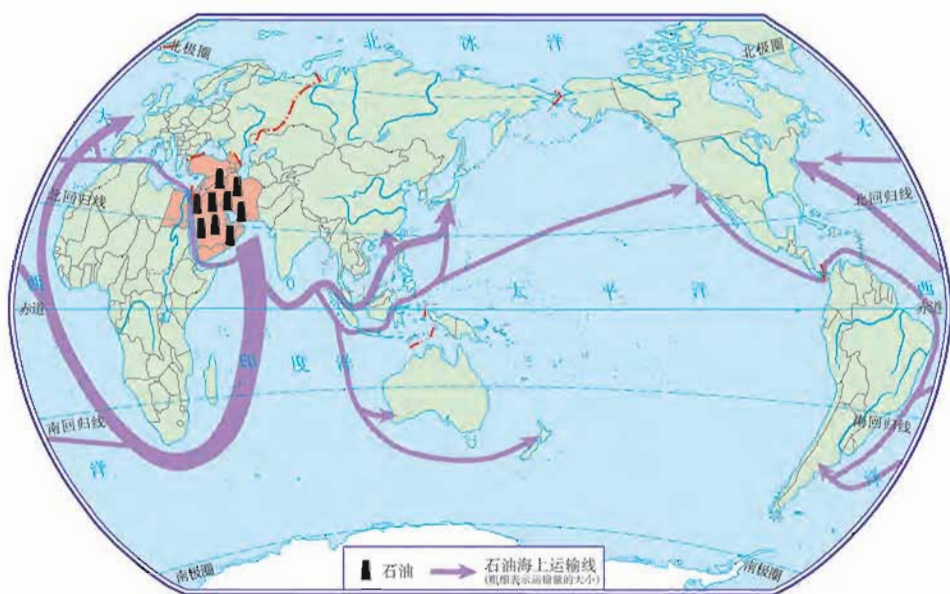 北 冰 洋
北极圈
北极圈
大
大
北回归线
北回归线
西
太 平 洋
西
赤道
赤道
印 度 洋
南回归线
南回归线
洋
洋
石油
石油海上运输线
(粗细表示运输量的大小)
南极圈
南极圈